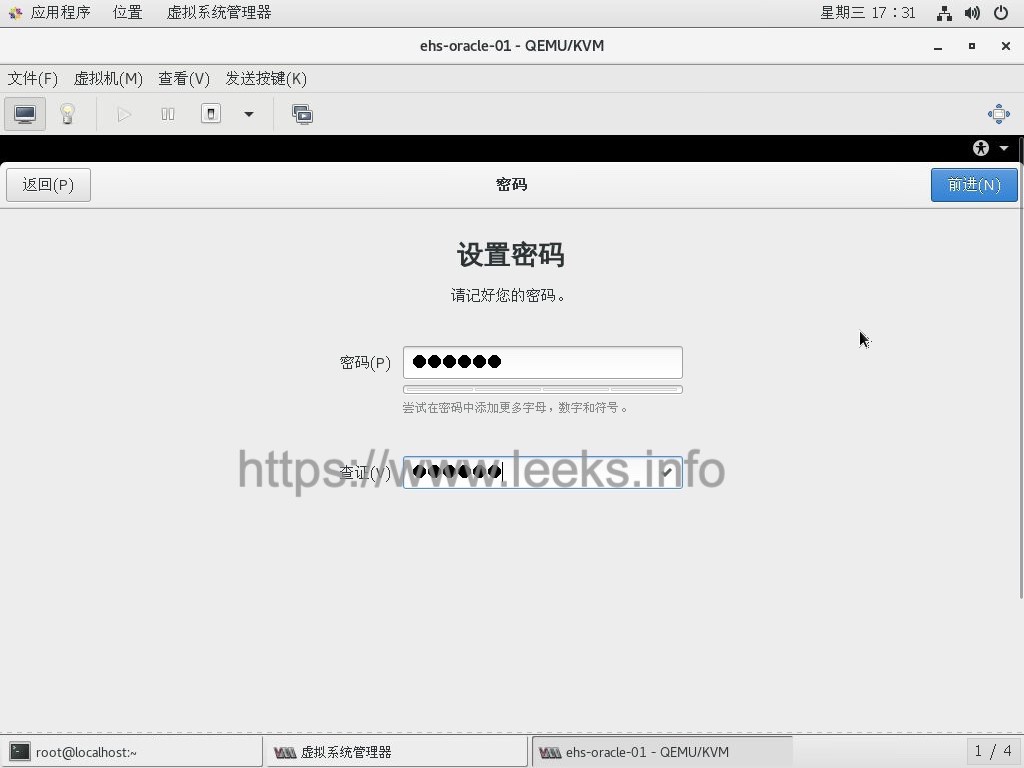 应用程序 位置 虚拟系统管理器 星期三 17:31
ehs-oracle-01 - QEMU/KVM
文件(F) 虚拟机(M) 查看(V) 发送按键(K)
返回(P) 密码 前进(N)
设置密码
请记好您的密码。
密码(P) ●●●●●●
尝试在密码中添加更多字母,数字和符号。
查证(V) ●●●●●●
https://www.leeks.info
root@localhost:~ 虚拟系统管理器 ehs-oracle-01 - QEMU/KVM 1 / 4